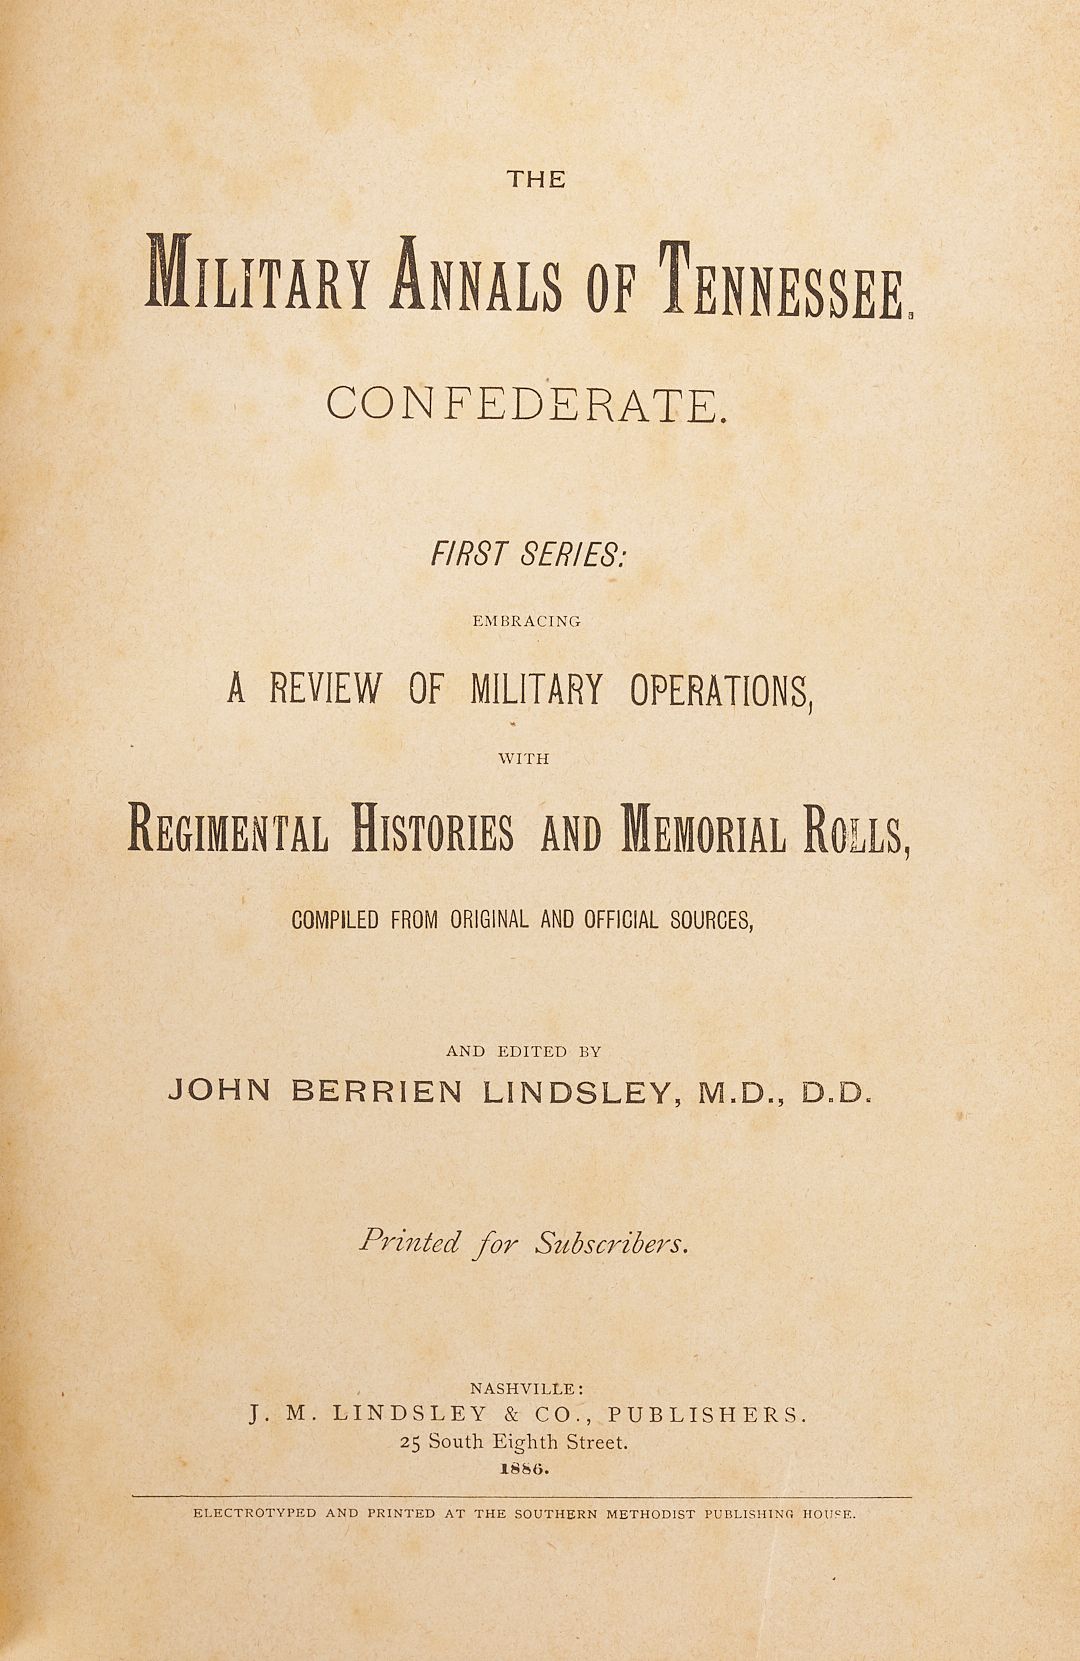 THE
MILITARY ANNALS OF TENNESSEE.
CONFEDERATE.
FIRST SERIES:
EMBRACING
A REVIEW OF MILITARY OPERATIONS,
WITH
REGIMENTAL HISTORIES AND MEMORIAL ROLLS,
COMPILED FROM ORIGINAL AND OFFICIAL SOURCES,
AND EDITED BY
JOHN BERRIEN LINDSLEY, M.D., D.D.
Printed for Subscribers.
NASHVILLE:
J. M. LINDSLEY & CO., PUBLISHERS.
25 South Eighth Street.
1886.
ELECTROTYPED AND PRINTED AT THE SOUTHERN METHODIST PUBLISHING HOUSE.